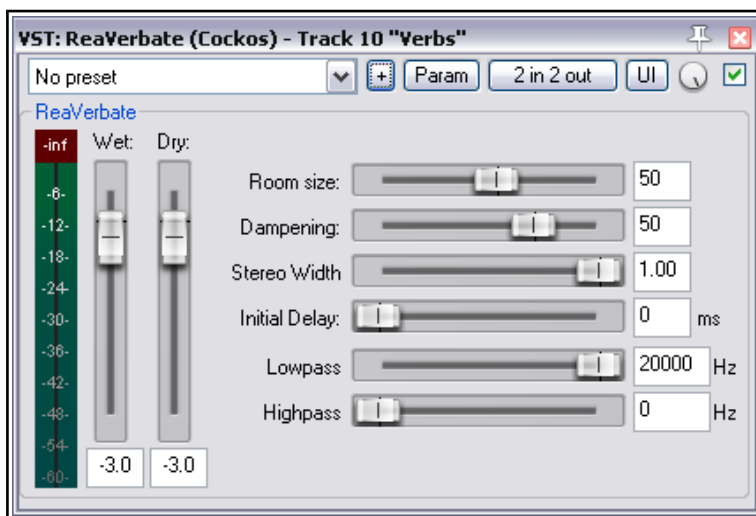 VST: ReaVerbate (Cockos) - Track 10 "Verbs"
No preset + Param 2 in 2 out UI
ReaVerbate
-inf Wet: Dry:
Room size: 50
Dampening: 50
Stereo Width 1.00
Initial Delay: 0 ms
Lowpass 20000 Hz
Highpass 0 Hz
-6-
-12-
-18-
-24-
-30-
-36-
-42-
-48-
-54-
-60-
-3.0 -3.0